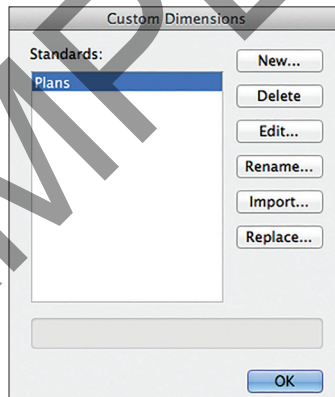 Custom Dimensions
Standards:
Plans
New...
Delete
Edit...
Rename...
Import...
Replace...
OK